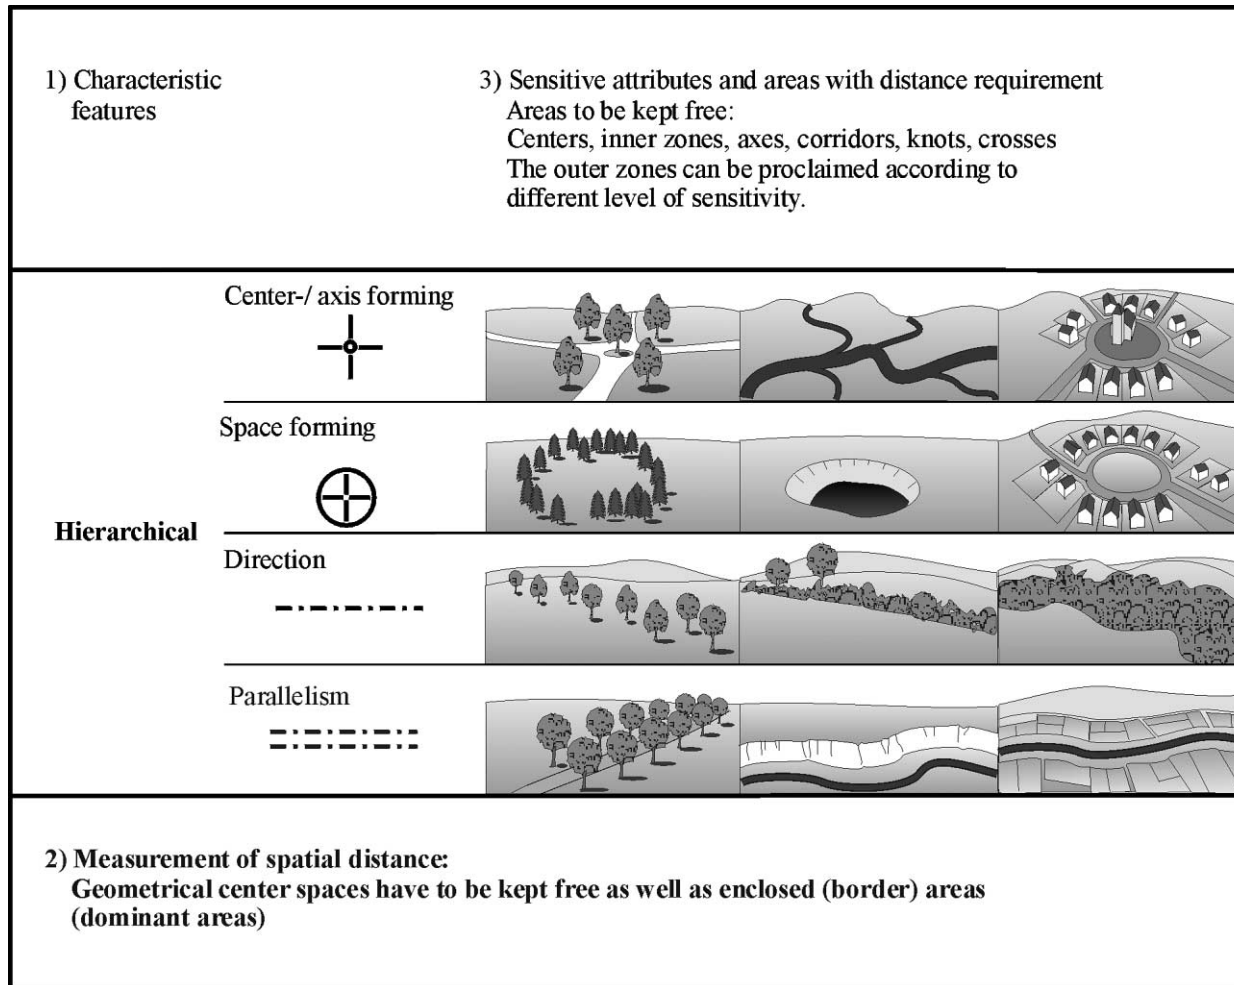 1) Characteristic
features
3) Sensitive attributes and areas with distance requirement
Areas to be kept free:
Centers, inner zones, axes, corridors, knots, crosses
The outer zones can be proclaimed according to
different level of sensitivity.
Hierarchical
Center-/ axis forming
Space forming
Direction
Parallelism
2) Measurement of spatial distance:
Geometrical center spaces have to be kept free as well as enclosed (border) areas
(dominant areas)